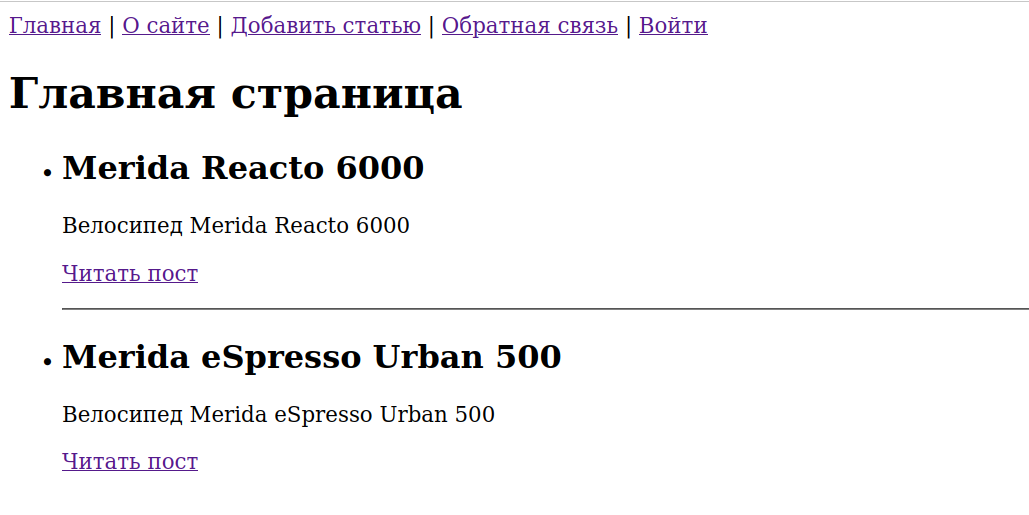 Главная | О сайте | Добавить статью | Обратная связь | Войти
Главная страница
Merida Reacto 6000
Велосипед Merida Reacto 6000
Читать пост
Merida eSpresso Urban 500
Велосипед Merida eSpresso Urban 500
Читать пост